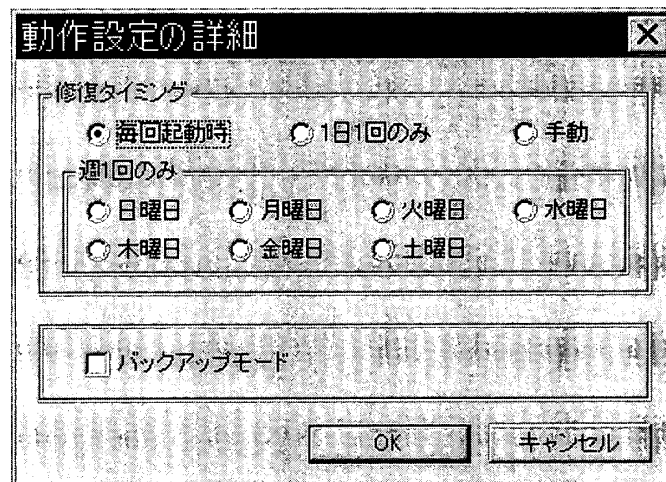 動作設定の詳細
修復タイミング
毎回起動時 1日1回のみ 手動
週1回のみ
日曜日 月曜日 火曜日 水曜日
木曜日 金曜日 土曜日
バックアップモード
OK キャンセル